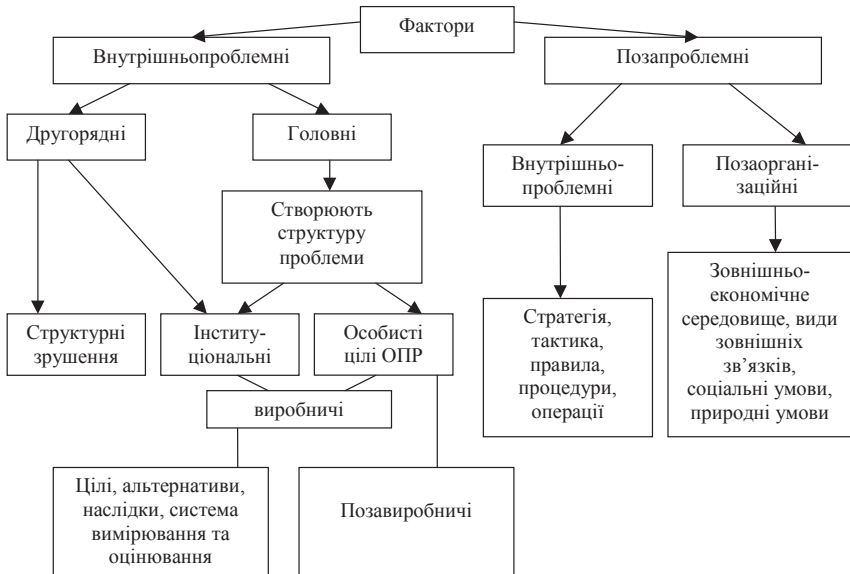 Фактори
Внутрішньопроблемні
Позапроблемні
Другорядні
Головні
Внутрішньо-
проблемні
Позаоргані-
заційні
Створюють
структуру
проблеми
Структурні
зрушення
Інститу-
ціональні
Особисті
цілі ОПР
Стратегія,
тактика,
правила,
процедури,
операції
Зовнішньо-
економічне
середовище, види
зовнішніх
зв’язків,
соціальні умови,
природні умови
виробничі
Цілі, альтернативи,
наслідки, система
вимірювання та
оцінювання
Позавиробничі